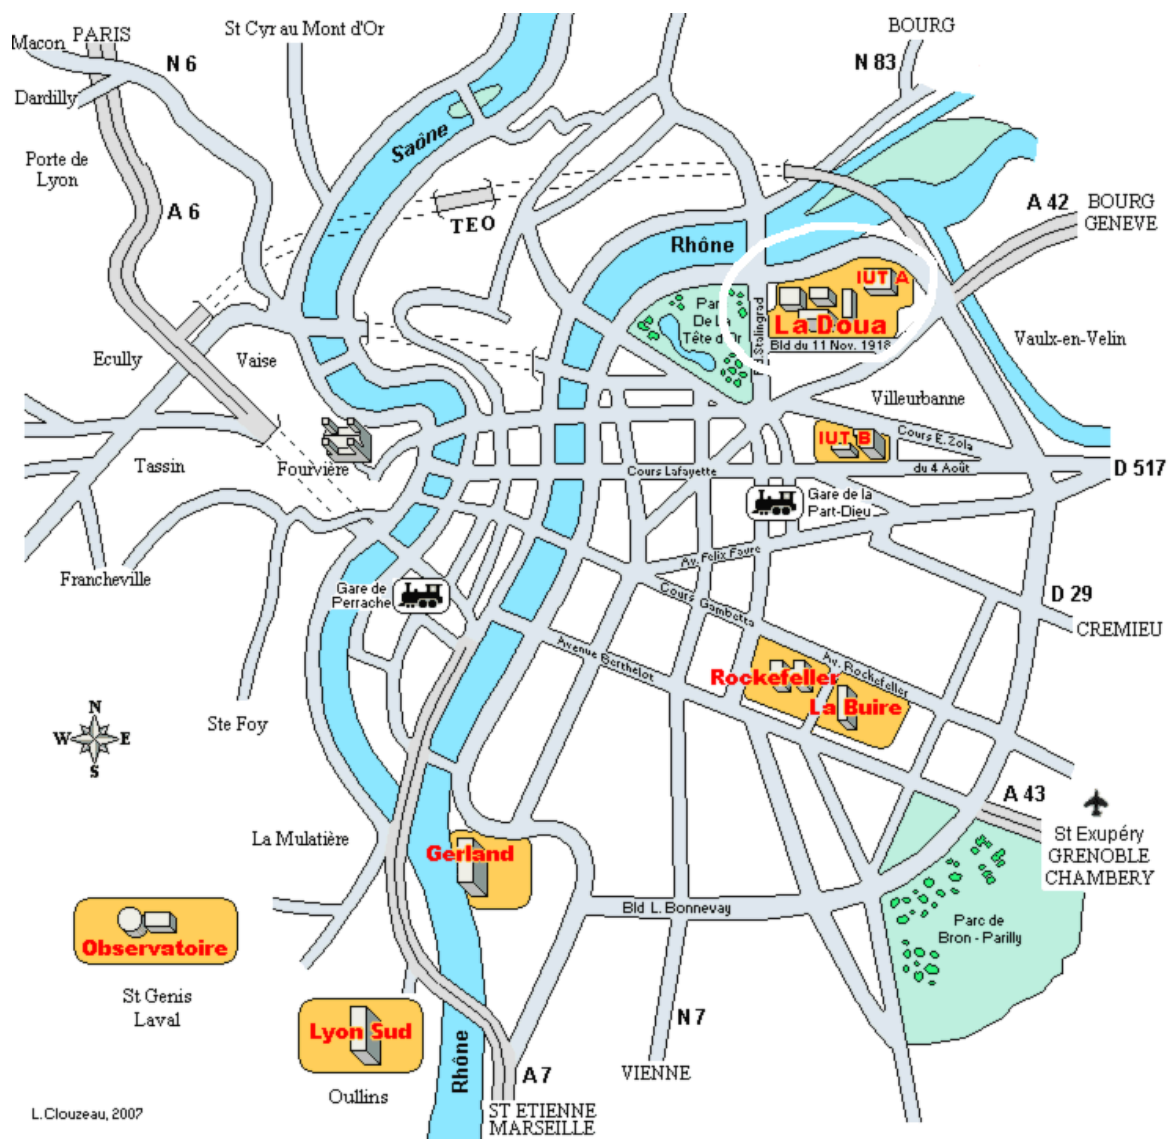 PARIS
St Cyr au Mont d'Or
BOURG
Macon
N 6
N 83
Dardilly
Saône
Porte de
Lyon
A 6
TEO
A 42
BOURG
GENEVE
Rhône
IUT A
La Doua
Parc
De La
Tête d'Or
Bld.Stalingrad
Bld du 11 Nov. 1918
Ecully
Vaise
Vaulx-en-Velin
Villeurbanne
IUT B
Cours E. Zola
Tassin
Fourvière
Cours Lafayette
du 4 Août
D 517
Gare de la
Part-Dieu
Av. Felix Faure
Francheville
Gare de
Perrache
Cours Gambetta
D 29
CREMIEU
Avenue Berthelot
Av. Rockefeller
Rockefeller
La Buire
Ste Foy
N
W
E
S
A 43
St Exupéry
GRENOBLE
CHAMBERY
La Mulatière
Gerland
Bld L. Bonnevay
Parc de
Bron - Parilly
Observatoire
St Genis
Laval
Lyon Sud
Oullins
Rhône
N 7
VIENNE
A 7
ST ETIENNE
MARSEILLE
L.Clouzeau, 2007